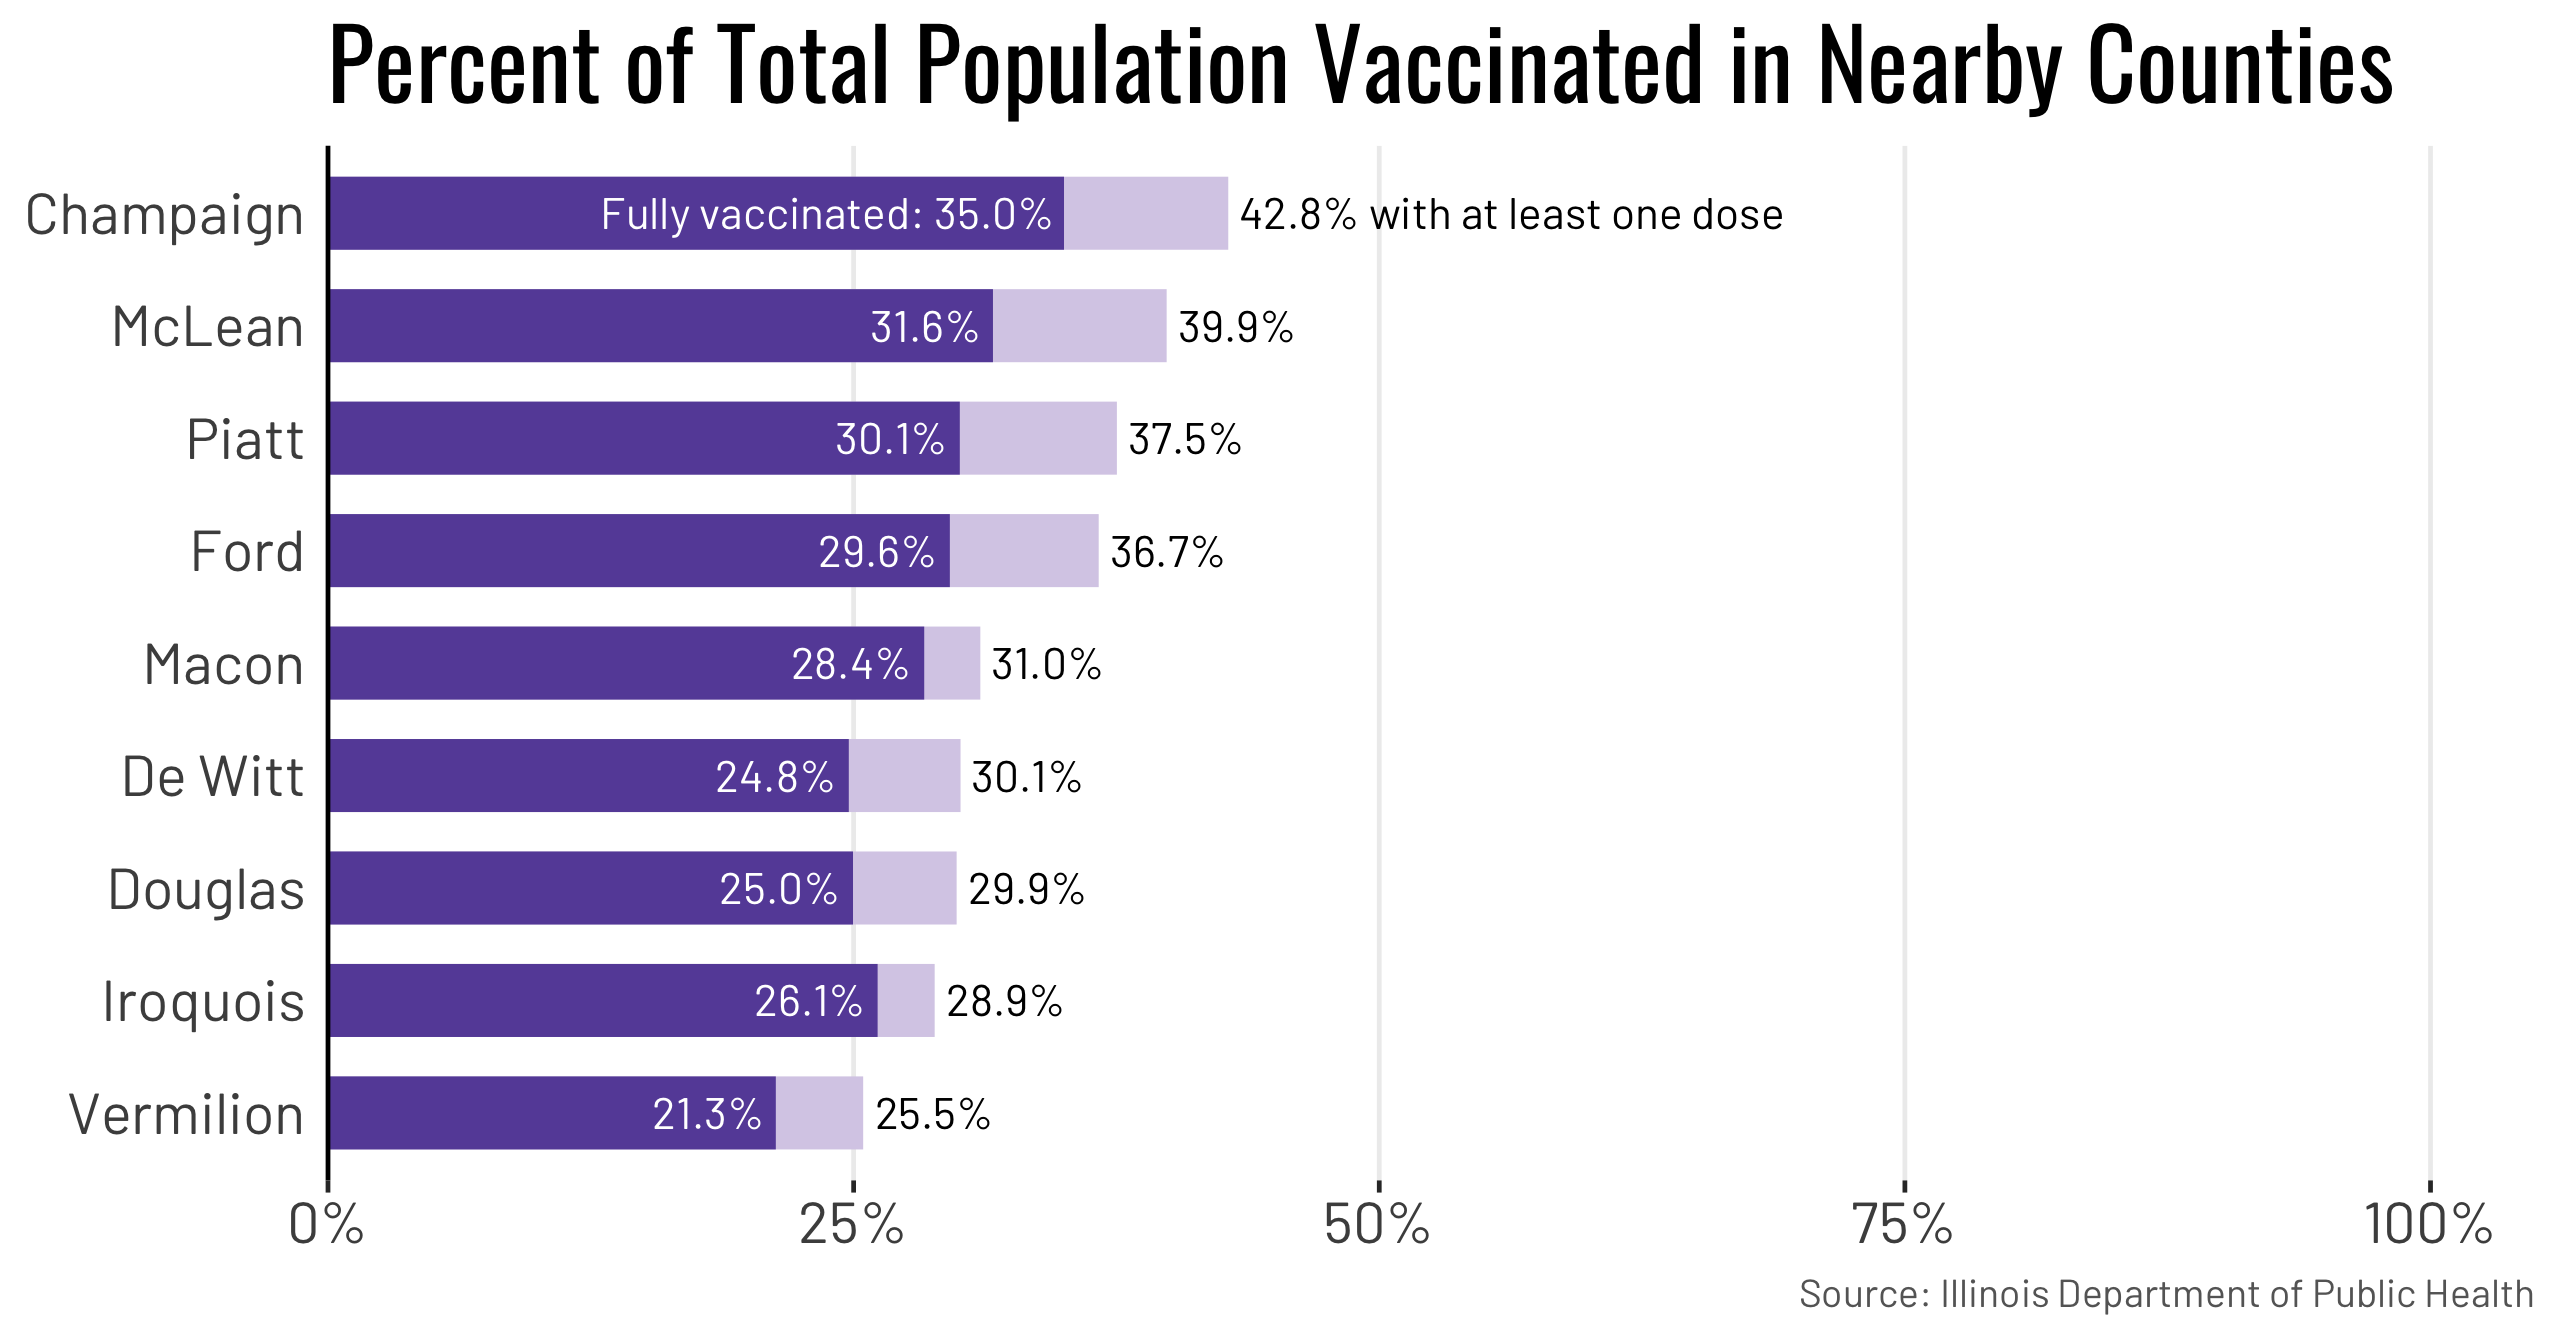 Percent of Total Population Vaccinated in Nearby Counties
Champaign Fully vaccinated: 35.0% 42.8% with at least one dose
McLean 31.6% 39.9%
Piatt 30.1% 37.5%
Ford 29.6% 36.7%
Macon 28.4% 31.0%
De Witt 24.8% 30.1%
Douglas 25.0% 29.9%
Iroquois 26.1% 28.9%
Vermilion 21.3% 25.5%
0% 25% 50% 75% 100%
Source: Illinois Department of Public Health